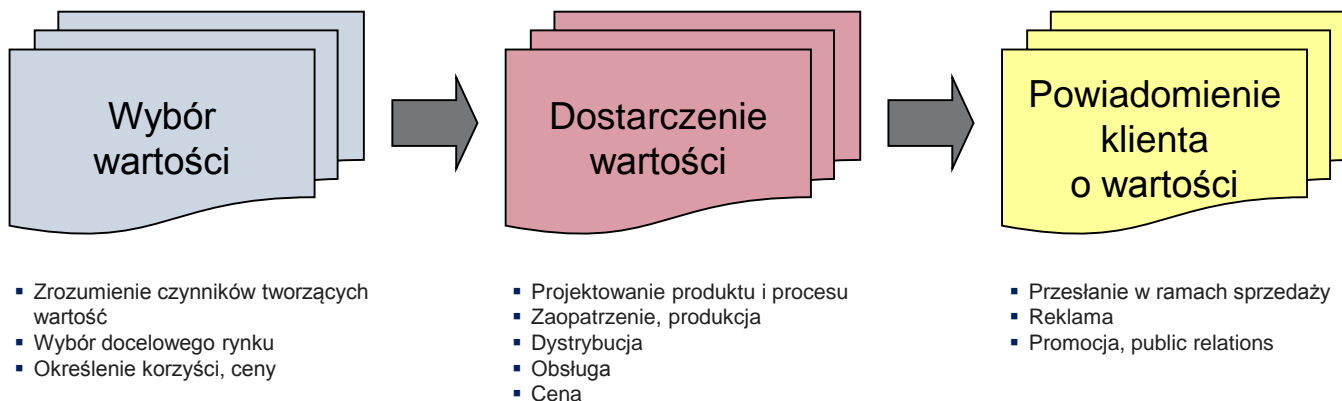 Wybór
wartości
Dostarczenie
wartości
Powiadomienie
klienta
o wartości
▪ Zrozumienie czynników tworzących
wartość
▪ Wybór docelowego rynku
▪ Określenie korzyści, ceny
▪ Projektowanie produktu i procesu
▪ Zaopatrzenie, produkcja
▪ Dystrybucja
▪ Obsługa
▪ Cena
▪ Przesłanie w ramach sprzedaży
▪ Reklama
▪ Promocja, public relations